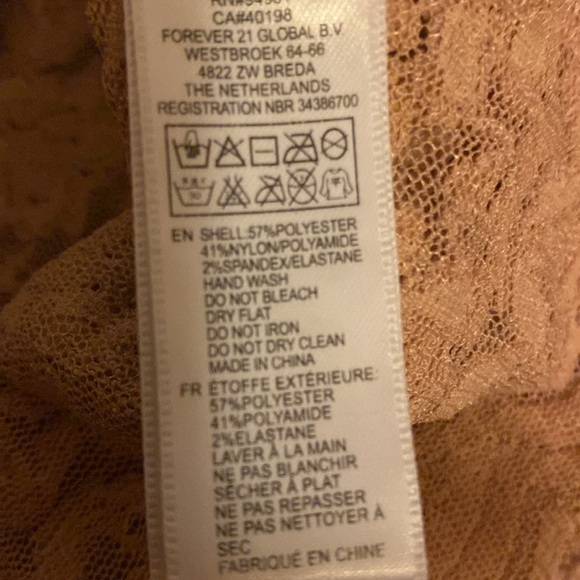 CA#40198
FOREVER 21 GLOBAL B.V.
WESTBROEK 64-66
4822 ZW BREDA
THE NETHERLANDS
REGISTRATION NBR 34386700
EN SHELL:57%POLYESTER
41%NYLON/POLYAMIDE
2%SPANDEX/ELASTANE
HAND WASH
DO NOT BLEACH
DRY FLAT
DO NOT IRON
DO NOT DRY CLEAN
MADE IN CHINA
FR ÉTOFFE EXTÉRIEURE:
57%POLYESTER
41%POLYAMIDE
2%ELASTANE
LAVER À LA MAIN
NE PAS BLANCHIR
SÉCHER À PLAT
NE PAS REPASSER
NE PAS NETTOYER À
SEC
FABRIQUÉ EN CHINE